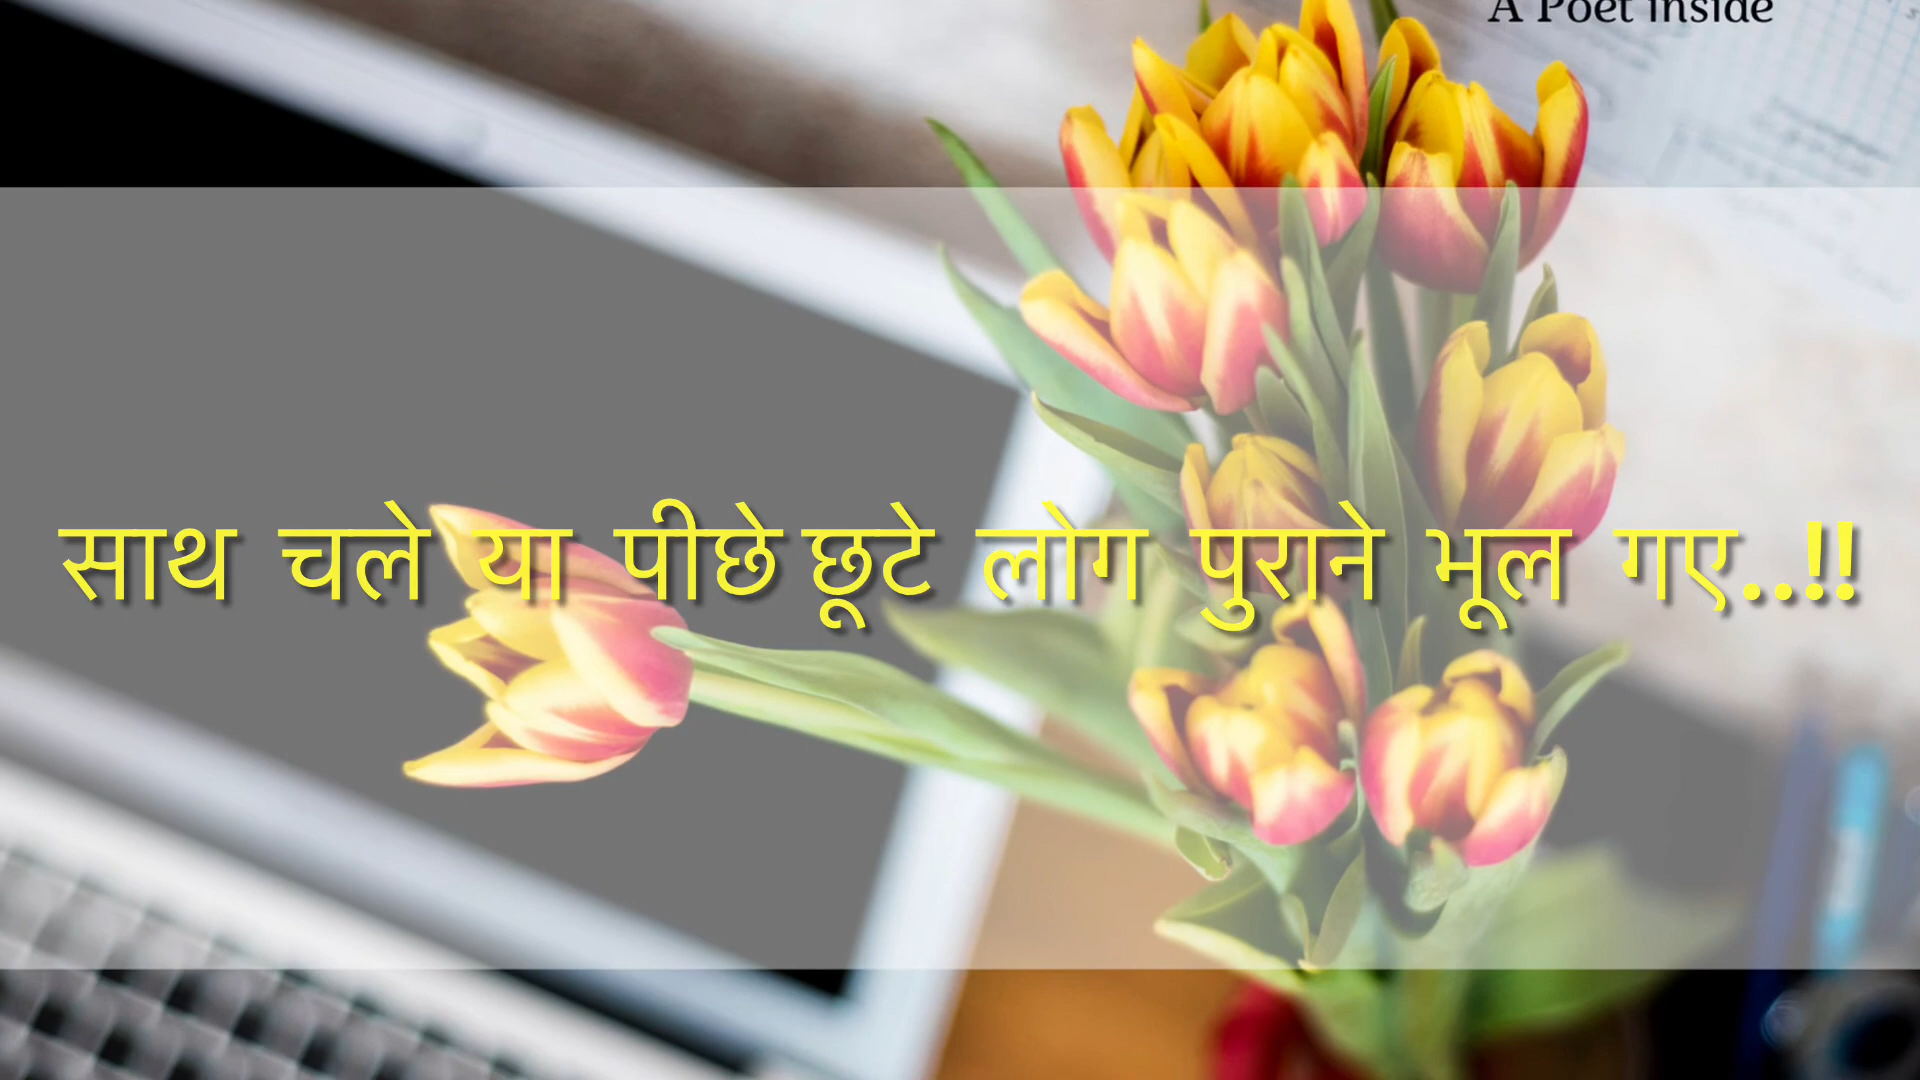 A Poet inside
साथ चले या पीछे छूटे लोग पुराने भूल गए..!!